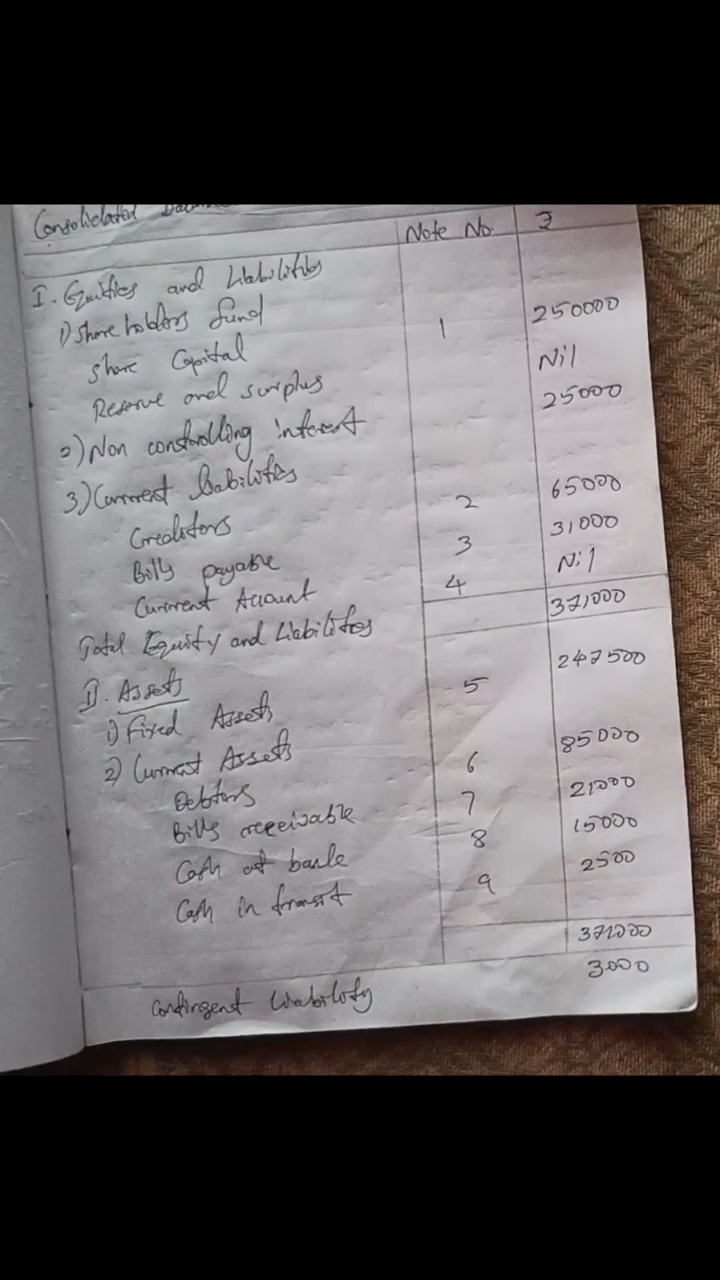 Consolidated
Note No. ₹
I. Equities and Liabilities
1) Share holders fund
Share Capital 1 250000
Reserve and surplus Nil
2) Non controlling interest 25000
3) Current liabilities
Creditors 2 65000
Bills payable 3 31000
Current Account 4 Nil
Total Equity and Liabilities 371000
II. Assets
1) Fixed Assets 5 247500
2) Current Assets
Debtors 6 85000
Bills receivable 7 21000
Cash at bank 8 15000
Cash in transit 9 2500
371000
Contingent Liability 3000